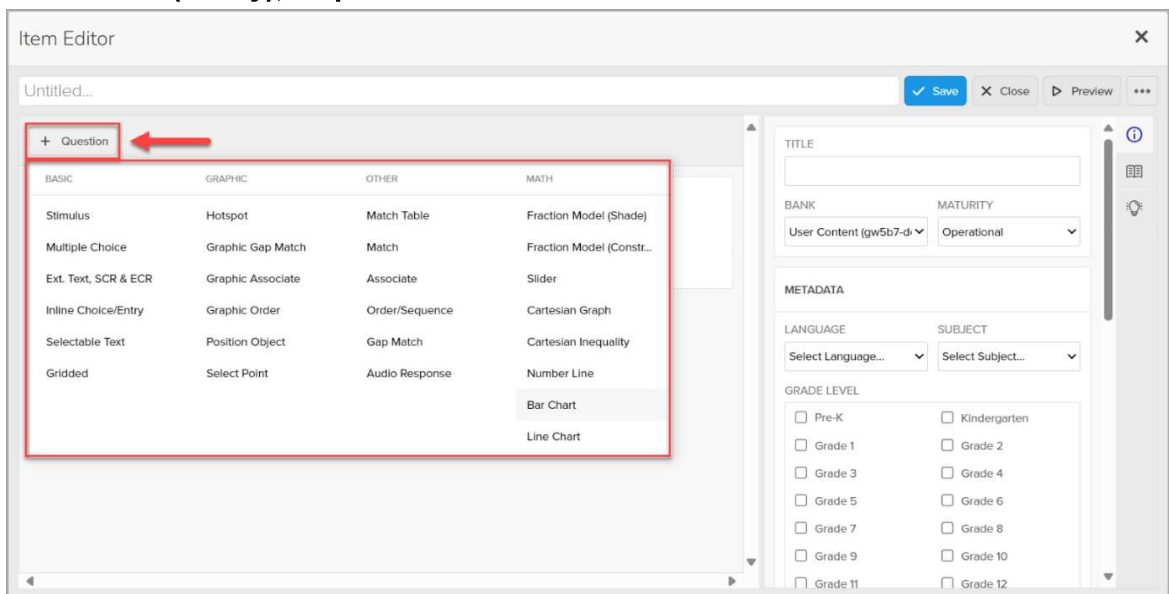 Item Editor
Untitled...
Save
Close
Preview
+ Question
BASIC GRAPHIC OTHER MATH
Stimulus Hotspot Match Table Fraction Model (Shade)
Multiple Choice Graphic Gap Match Match Fraction Model (Constr...
Ext. Text, SCR & ECR Graphic Associate Associate Slider
Inline Choice/Entry Graphic Order Order/Sequence Cartesian Graph
Selectable Text Position Object Gap Match Cartesian Inequality
Gridded Select Point Audio Response Number Line
Bar Chart
Line Chart
TITLE
BANK MATURITY
User Content (gw5b7-d Operational
METADATA
LANGUAGE SUBJECT
Select Language... Select Subject...
GRADE LEVEL
Pre-K Kindergarten
Grade 1 Grade 2
Grade 3 Grade 4
Grade 5 Grade 6
Grade 7 Grade 8
Grade 9 Grade 10
Grade 11 Grade 12